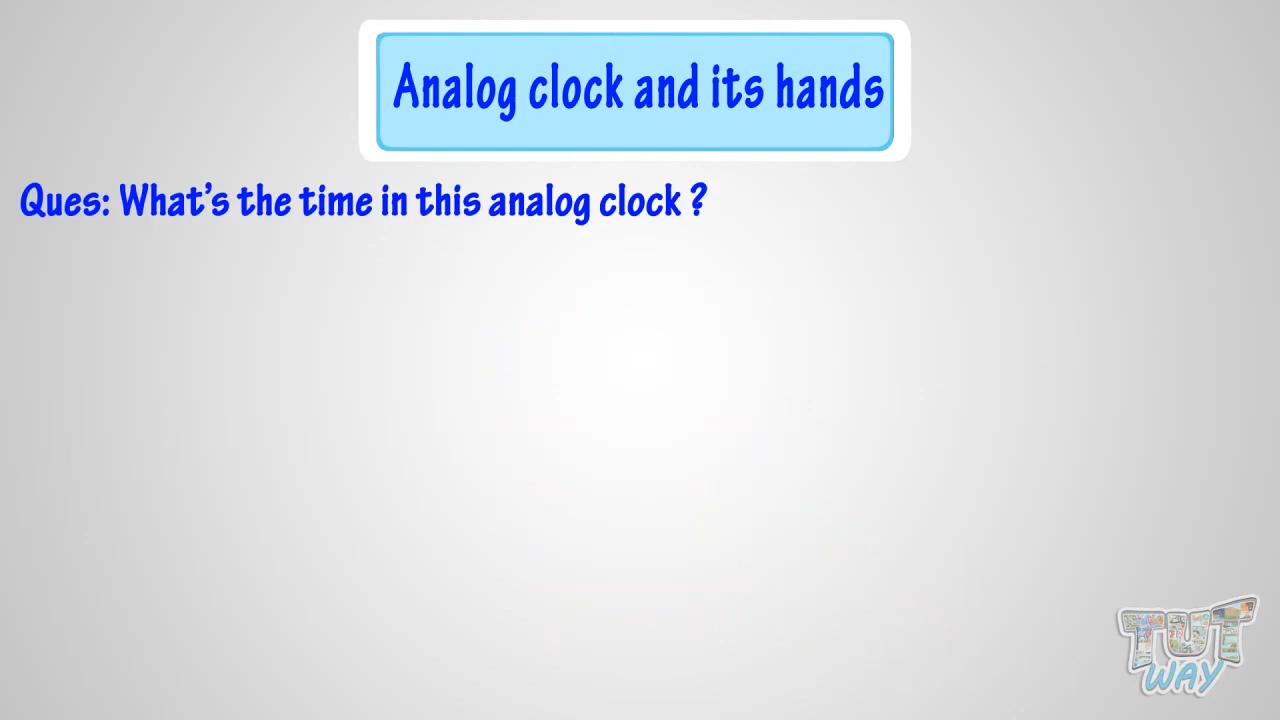 Analog clock and its hands
Ques: What's the time in this analog clock ?
TUT
WAY